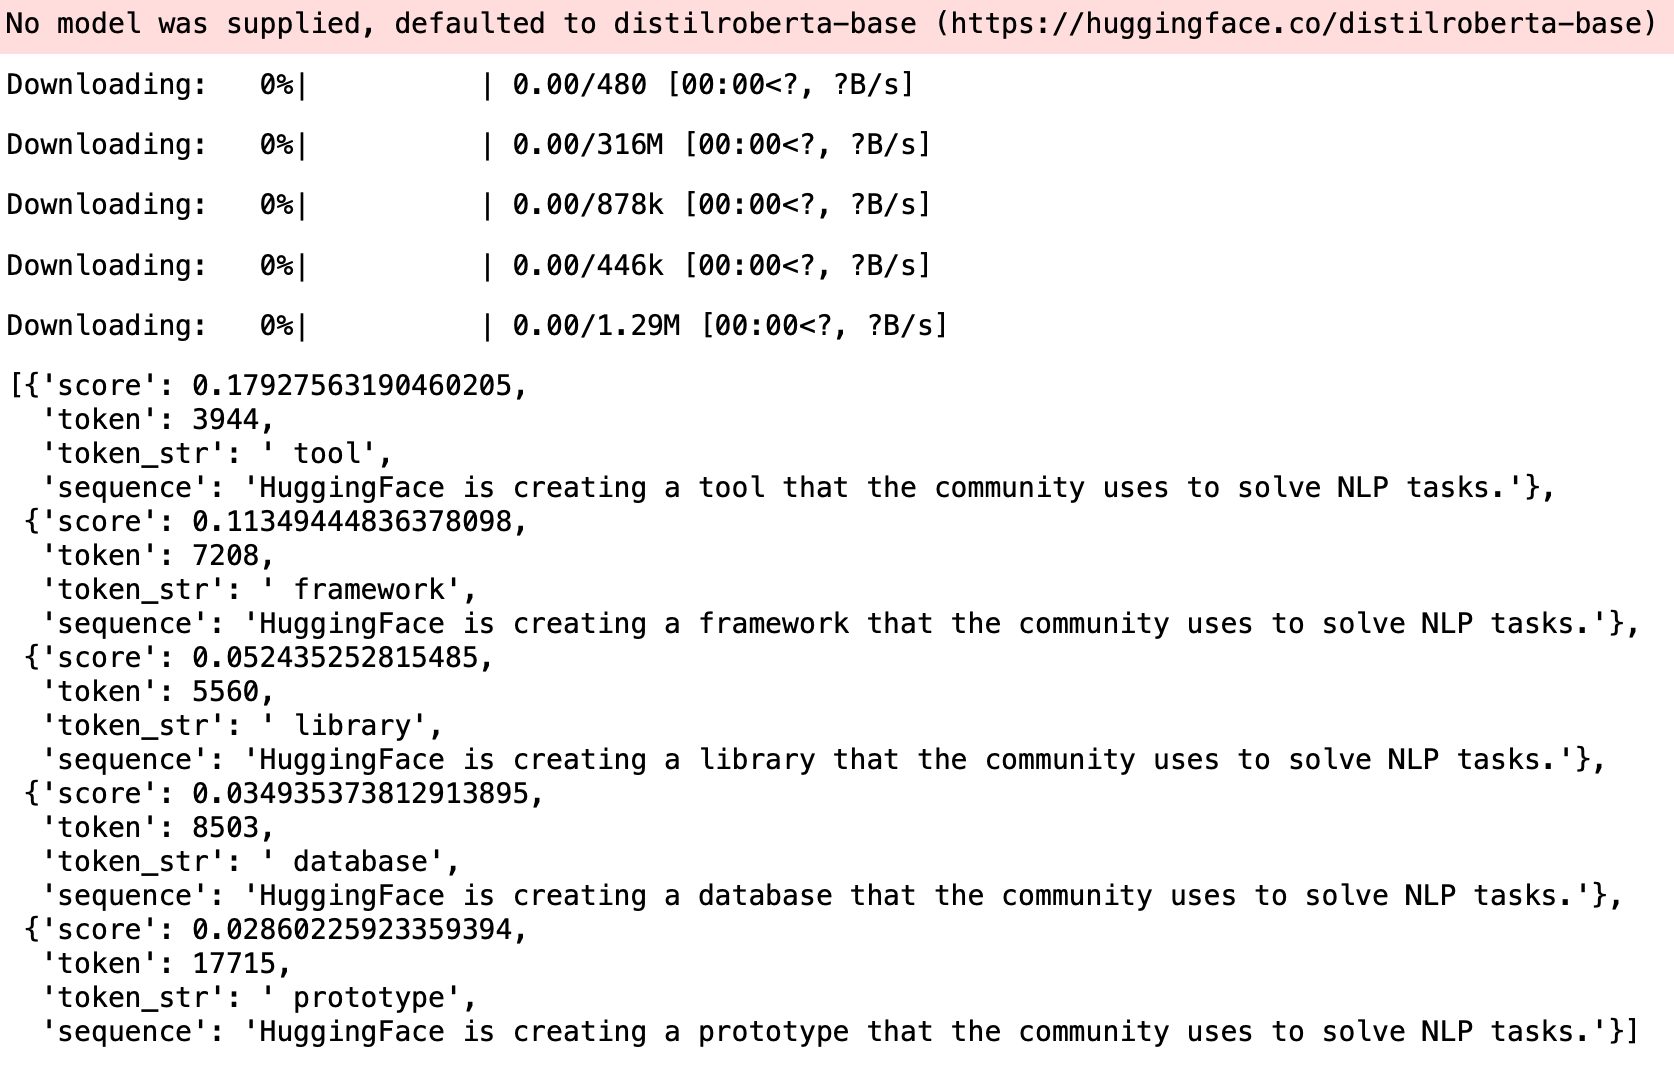 No model was supplied, defaulted to distilroberta-base (https://huggingface.co/distilroberta-base)
Downloading:   0%|          | 0.00/480 [00:00<?, ?B/s]
Downloading:   0%|          | 0.00/316M [00:00<?, ?B/s]
Downloading:   0%|          | 0.00/878k [00:00<?, ?B/s]
Downloading:   0%|          | 0.00/446k [00:00<?, ?B/s]
Downloading:   0%|          | 0.00/1.29M [00:00<?, ?B/s]
[{'score': 0.17927563190460205,
  'token': 3944,
  'token_str': ' tool',
  'sequence': 'HuggingFace is creating a tool that the community uses to solve NLP tasks.'},
 {'score': 0.11349444836378098,
  'token': 7208,
  'token_str': ' framework',
  'sequence': 'HuggingFace is creating a framework that the community uses to solve NLP tasks.'},
 {'score': 0.052435252815485,
  'token': 5560,
  'token_str': ' library',
  'sequence': 'HuggingFace is creating a library that the community uses to solve NLP tasks.'},
 {'score': 0.034935373812913895,
  'token': 8503,
  'token_str': ' database',
  'sequence': 'HuggingFace is creating a database that the community uses to solve NLP tasks.'},
 {'score': 0.02860225923359394,
  'token': 17715,
  'token_str': ' prototype',
  'sequence': 'HuggingFace is creating a prototype that the community uses to solve NLP tasks.'}]